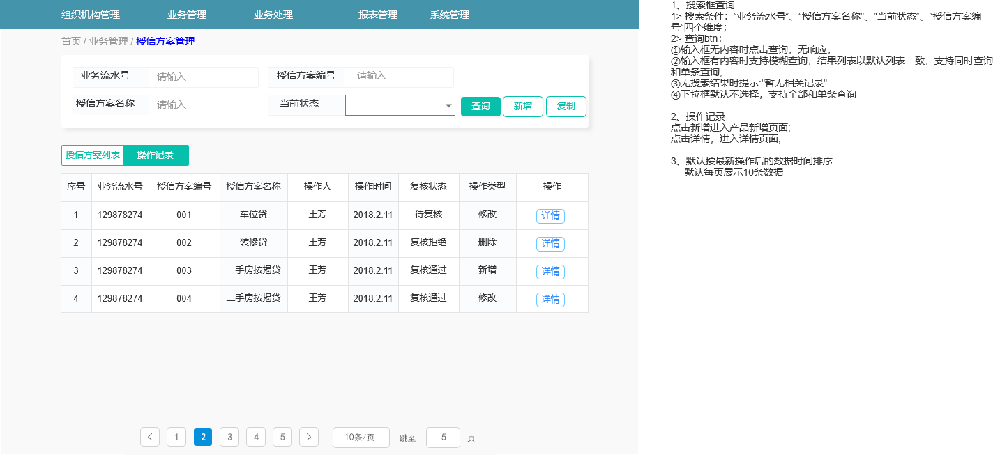 组织机构管理 业务管理 业务处理 报表管理 系统管理
首页 / 业务管理 / 授信方案管理
业务流水号 请输入 授信方案编号 请输入
授信方案名称 请输入 当前状态 查询 新增 复制
授信方案列表 操作记录
序号 业务流水号 授信方案编号 授信方案名称 操作人 操作时间 复核状态 操作类型 操作
1 129878274 001 车位贷 王芳 2018.2.11 待复核 修改 详情
2 129878274 002 装修贷 王芳 2018.2.11 复核拒绝 删除 详情
3 129878274 003 一手房按揭贷 王芳 2018.2.11 复核通过 新增 详情
4 129878274 004 二手房按揭贷 王芳 2018.2.11 复核通过 修改 详情
< 1 2 3 4 5 > 10条/页 跳至 5 页
1、搜索框查询
1> 搜索条件：”业务流水号”、”授信方案名称"、"当前状态”、”授信方案编
号”四个维度；
2> 查询btn：
①输入框无内容时点击查询，无响应，
②输入框有内容时支持模糊查询，结果列表以默认列表一致，支持同时查询
和单条查询;
③无搜索结果时提示:"暂无相关记录"
④下拉框默认不选择，支持全部和单条查询
2、操作记录
点击新增进入产品新增页面;
点击详情，进入详情页面;
3、默认按最新操作后的数据时间排序
默认每页展示10条数据